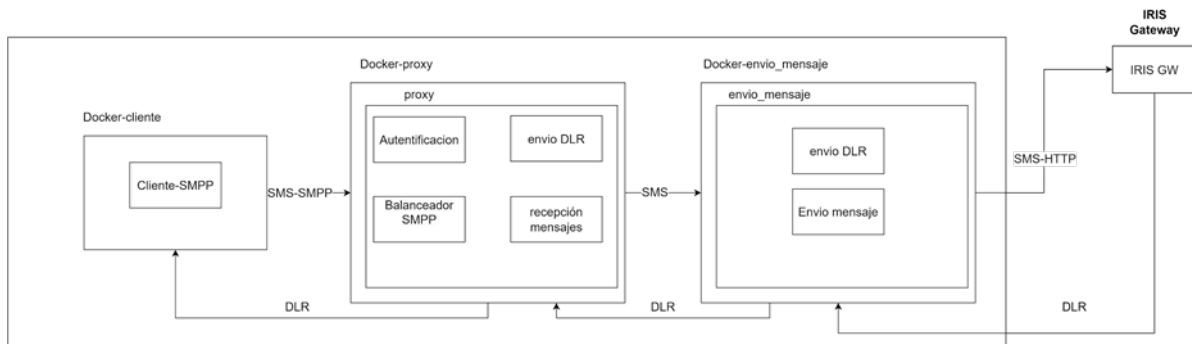 IRIS
Gateway
IRIS GW
Docker-proxy
Docker-envio_mensaje
proxy
envio_mensaje
Docker-cliente
Autentificacion
envio DLR
envio DLR
SMS-HTTP
Cliente-SMPP
SMS-SMPP
SMS
Balanceador
SMPP
recepción
mensajes
Envio mensaje
DLR
DLR
DLR